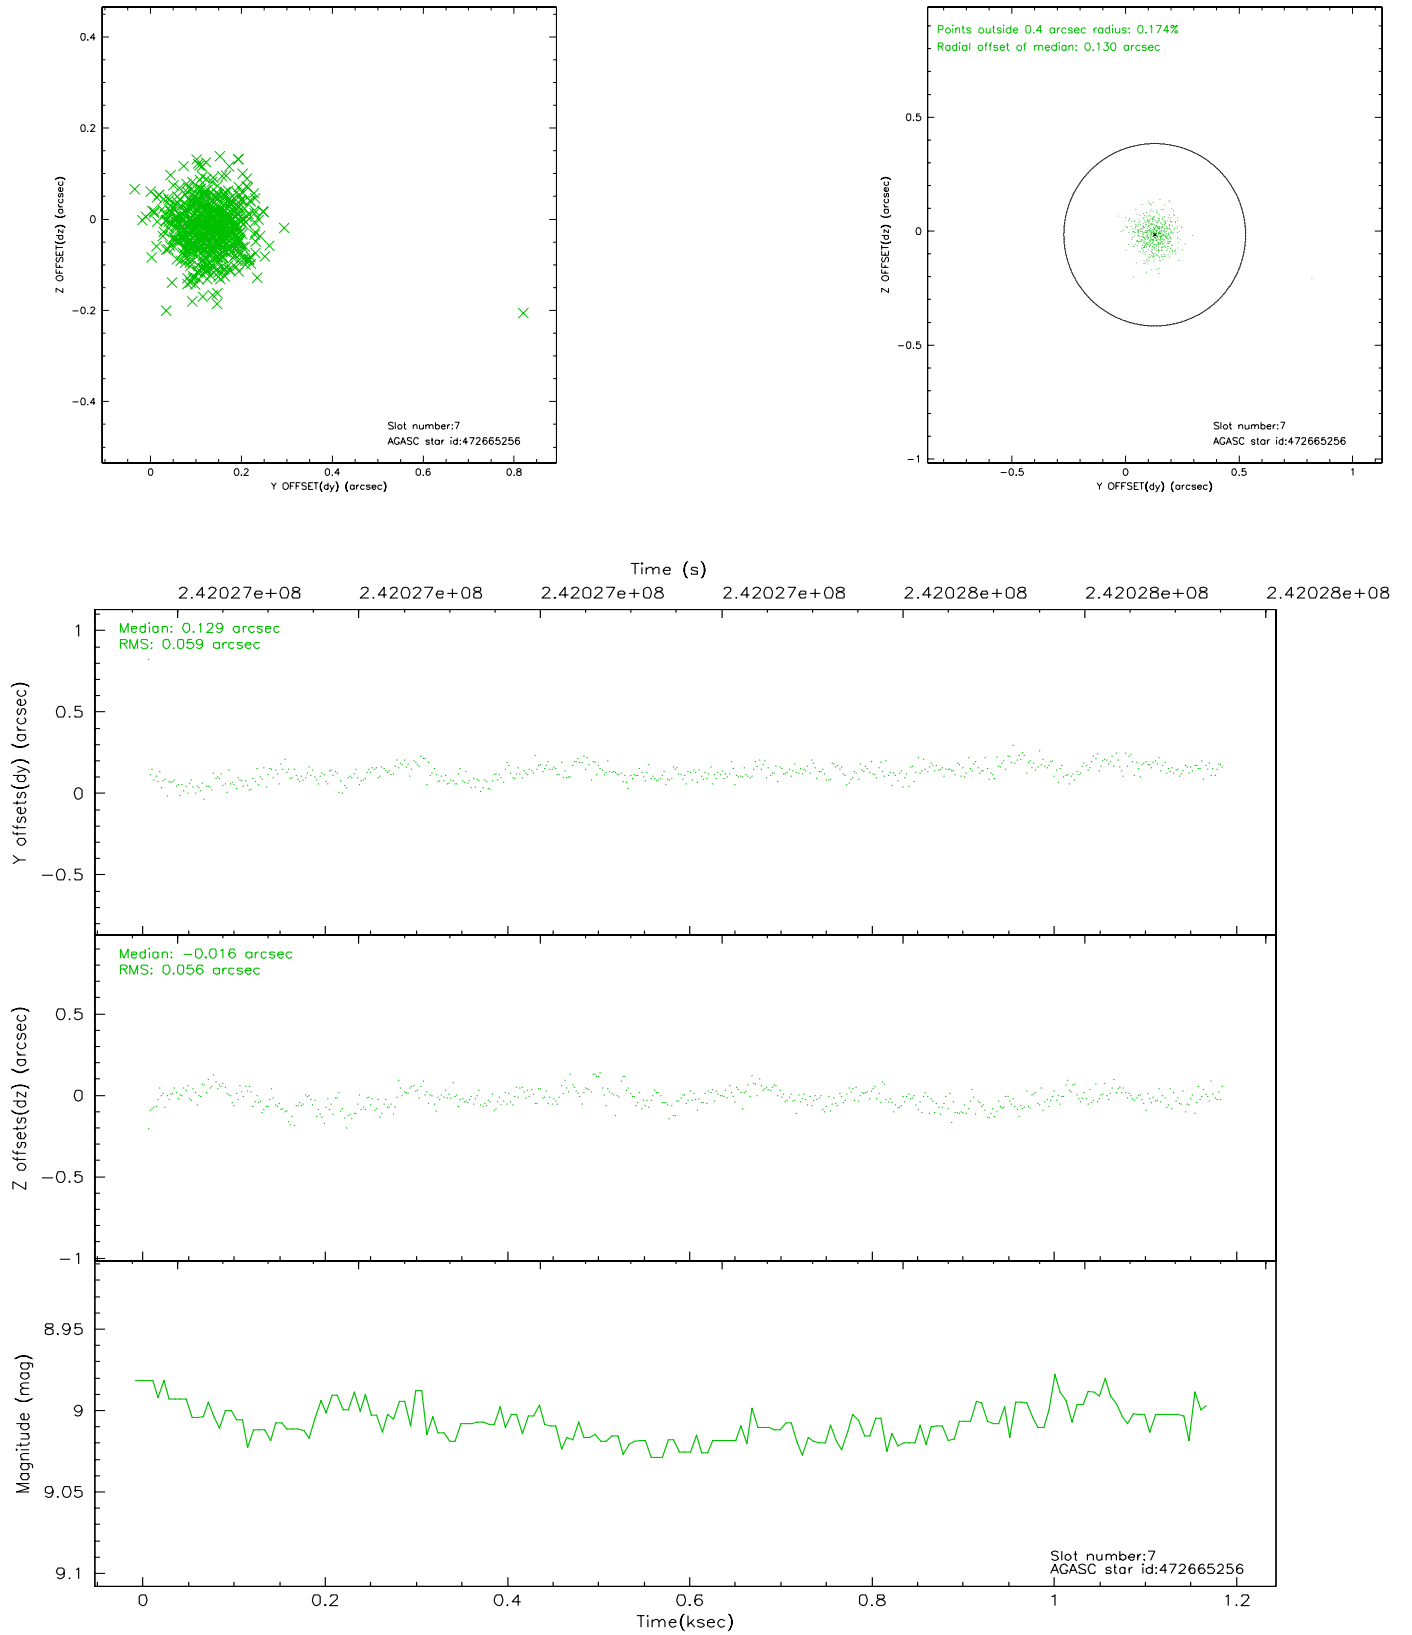 0.4
0.2
0
−0.2
−0.4
Z OFFSET(dz) (arcsec)
Slot number:7
AGASC star id:472665256
0 0.2 0.4 0.6 0.8
Y OFFSET(dy) (arcsec)
Points outside 0.4 arcsec radius: 0.174%
Radial offset of median: 0.130 arcsec
0.5
0
−0.5
−1
Z OFFSET(dz) (arcsec)
Slot number:7
AGASC star id:472665256
−0.5 0 0.5 1
Y OFFSET(dy) (arcsec)
Time (s)
2.42027e+08 2.42027e+08 2.42027e+08 2.42027e+08 2.42028e+08 2.42028e+08 2.42028e+08
Median: 0.129 arcsec
RMS: 0.059 arcsec
1
0.5
0
−0.5
Y offsets(dy) (arcsec)
Median: −0.016 arcsec
RMS: 0.056 arcsec
0.5
0
−0.5
−1
Z offsets(dz) (arcsec)
8.95
9
9.05
9.1
Magnitude (mag)
Slot number:7
AGASC star id:472665256
0 0.2 0.4 0.6 0.8 1 1.2
Time(ksec)